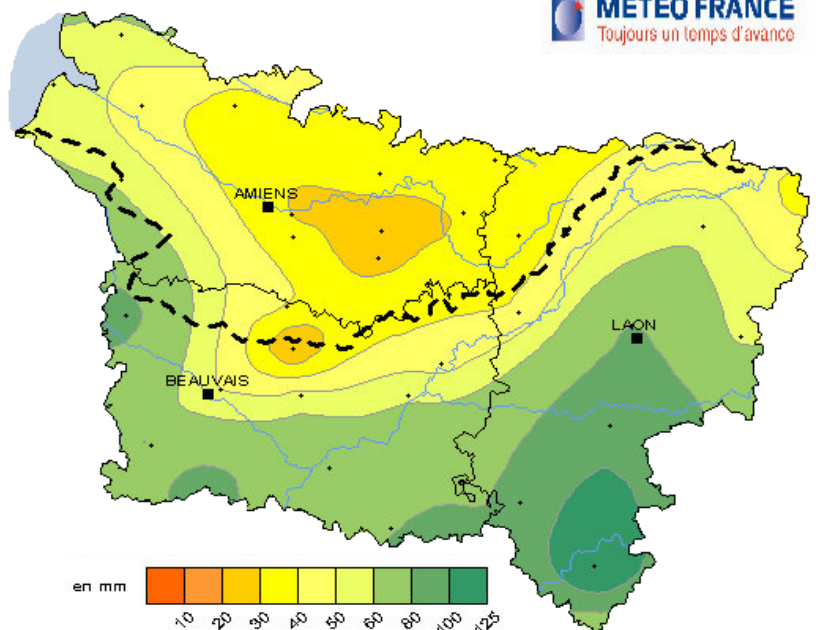 METEO FRANCE
Toujours un temps d'avance
AMIENS
LAON
BEAUVAIS
en mm
10 20 30 40 50 60 80 100 125